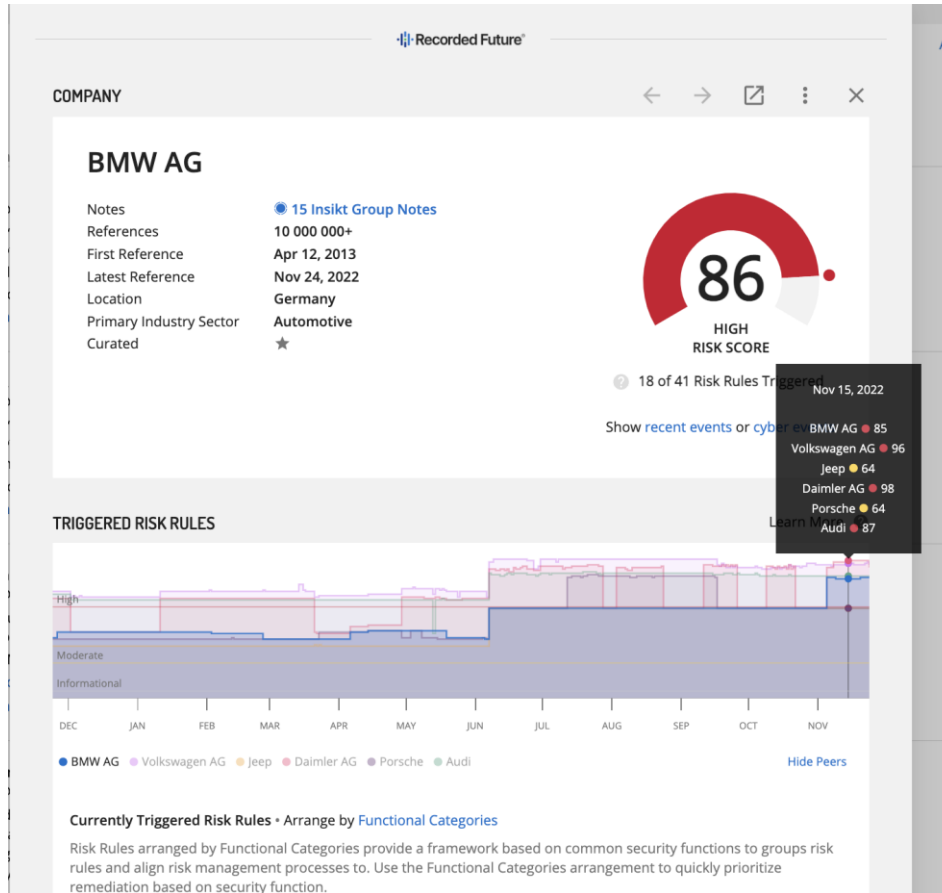 Recorded Future®
COMPANY
BMW AG
Notes 15 Insikt Group Notes
References 10 000 000+
First Reference Apr 12, 2013
Latest Reference Nov 24, 2022
Location Germany
Primary Industry Sector Automotive
Curated
86
HIGH
RISK SCORE
18 of 41 Risk Rules Triggered
Show recent events or cyber
Nov 15, 2022
BMW AG 85
Volkswagen AG 96
Jeep 64
Daimler AG 98
Porsche 64
Audi 87
TRIGGERED RISK RULES
Learn More
High
Moderate
Informational
DEC JAN FEB MAR APR MAY JUN JUL AUG SEP OCT NOV
BMW AG Volkswagen AG Jeep Daimler AG Porsche Audi
Hide Peers
Currently Triggered Risk Rules • Arrange by Functional Categories
Risk Rules arranged by Functional Categories provide a framework based on common security functions to groups risk
rules and align risk management processes to. Use the Functional Categories arrangement to quickly prioritize
remediation based on security function.